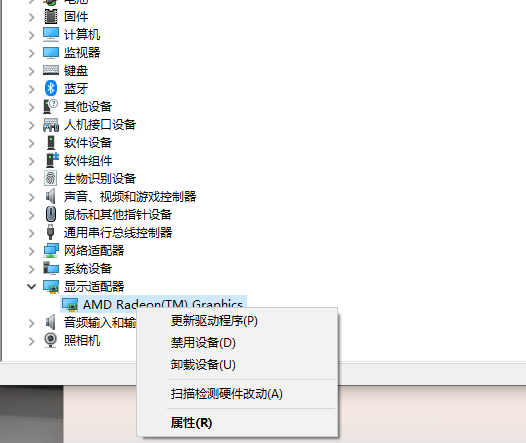 电池
固件
计算机
监视器
键盘
蓝牙
其他设备
人机接口设备
软件设备
软件组件
生物识别设备
声音、视频和游戏控制器
鼠标和其他指针设备
通用串行总线控制器
网络适配器
系统设备
显示适配器
AMD Radeon(TM) Graphics
音频输入和输
照相机
更新驱动程序(P)
禁用设备(D)
卸载设备(U)
扫描检测硬件改动(A)
属性(R)